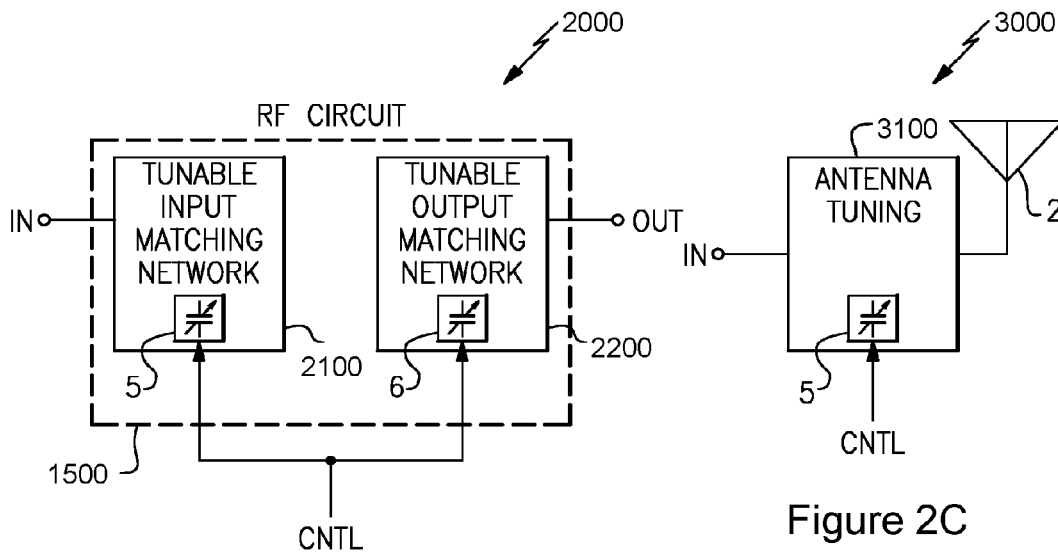 2000
RF CIRCUIT
TUNABLE
INPUT
MATCHING
NETWORK
TUNABLE
OUTPUT
MATCHING
NETWORK
IN
OUT
5
2100
6
2200
1500
CNTL
3000
3100
ANTENNA
TUNING
2
IN
5
CNTL
Figure 2C